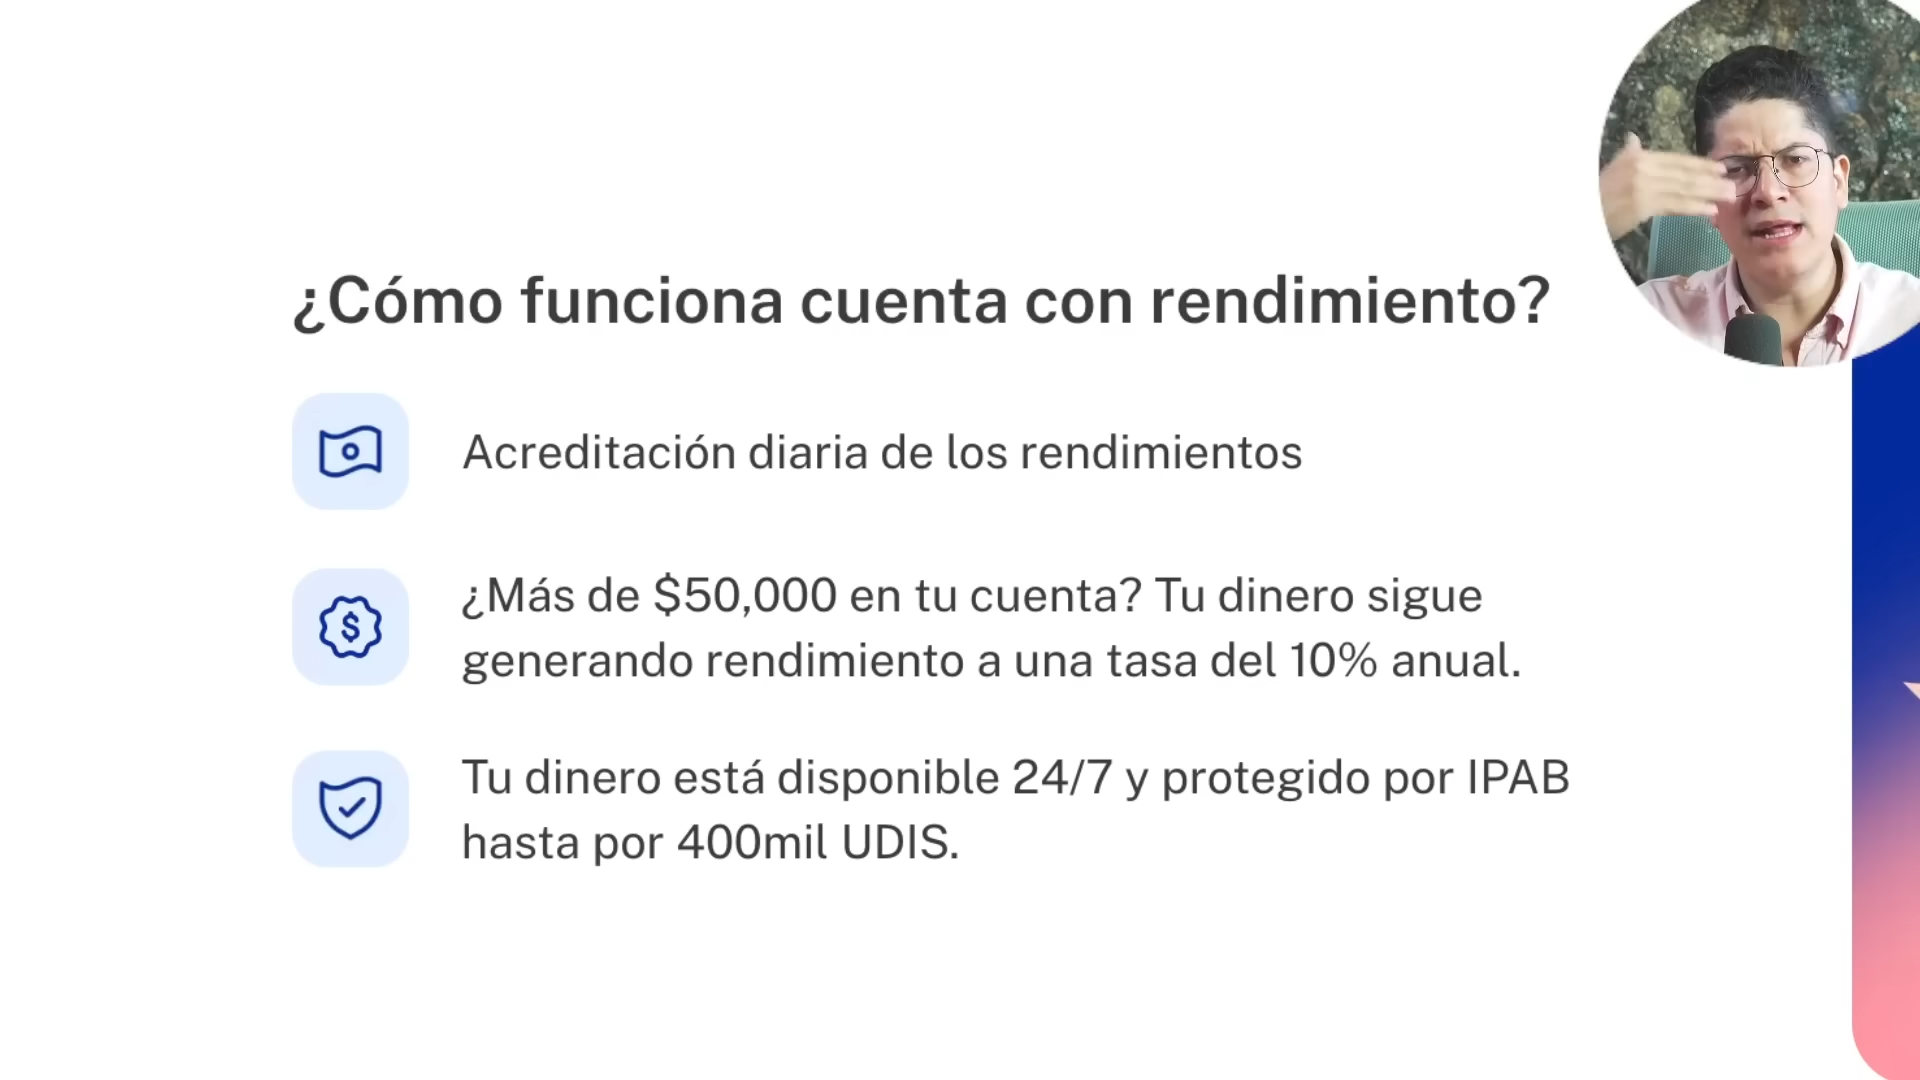 ¿Cómo funciona cuenta con rendimiento?
Acreditación diaria de los rendimientos
¿Más de $50,000 en tu cuenta? Tu dinero sigue
generando rendimiento a una tasa del 10% anual.
Tu dinero está disponible 24/7 y protegido por IPAB
hasta por 400mil UDIS.